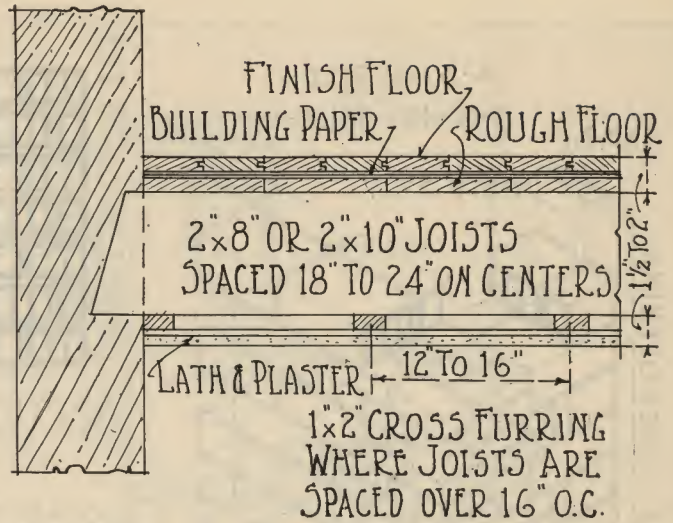 FINISH FLOOR
BUILDING PAPER
ROUGH FLOOR
2"x8" OR 2"x10" JOISTS
SPACED 18" TO 24" ON CENTERS
1½" TO 2"
LATH & PLASTER
12" TO 16"
1"x2" CROSS FURRING
WHERE JOISTS ARE
SPACED OVER 16" O.C.